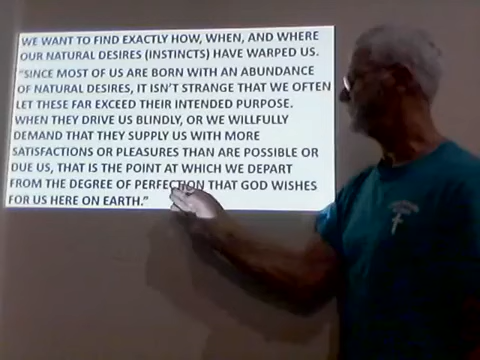 WE WANT TO FIND EXACTLY HOW, WHEN, AND WHERE
OUR NATURAL DESIRES (INSTINCTS) HAVE WARPED US.
“SINCE MOST OF US ARE BORN WITH AN ABUNDANCE
OF NATURAL DESIRES, IT ISN’T STRANGE THAT WE OFTEN
LET THESE FAR EXCEED THEIR INTENDED PURPOSE.
WHEN THEY DRIVE US BLINDLY, OR WE WILLFULLY
DEMAND THAT THEY SUPPLY US WITH MORE
SATISFACTIONS OR PLEASURES THAN ARE POSSIBLE OR
DUE US, THAT IS THE POINT AT WHICH WE DEPART
FROM THE DEGREE OF PERFECTION THAT GOD WISHES
FOR US HERE ON EARTH.”